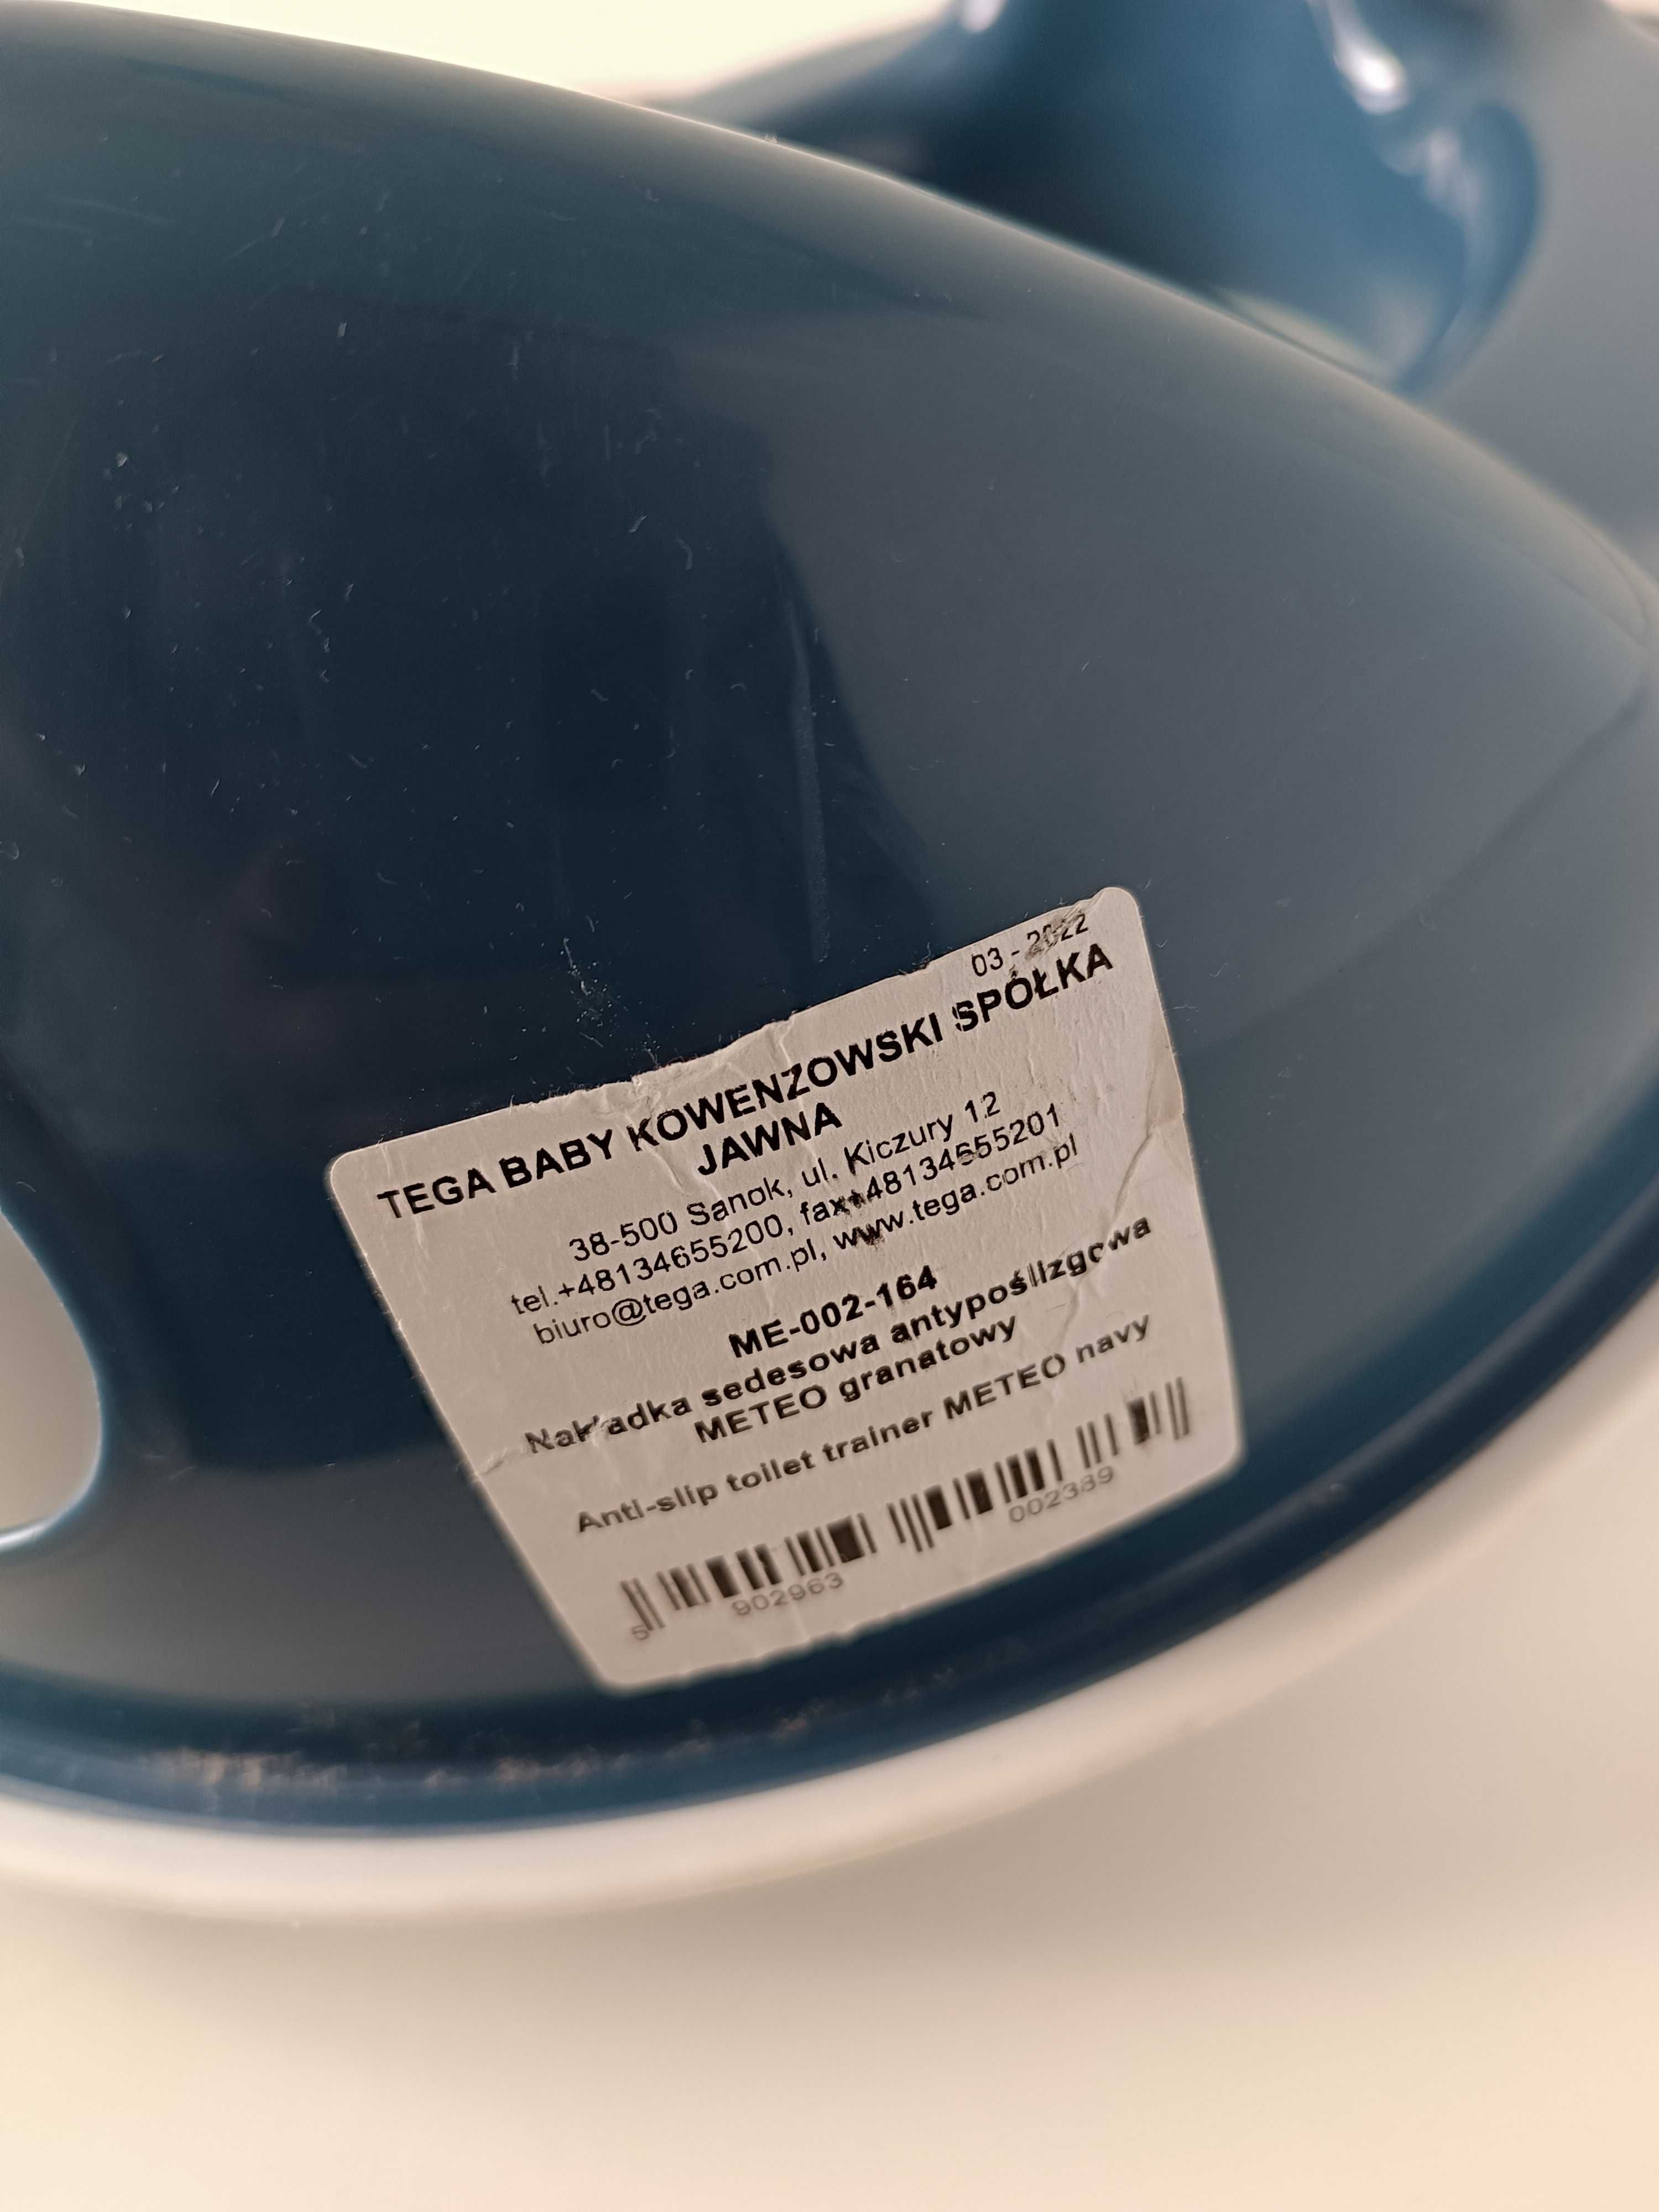 03 - 2022
TEGA BABY KOWENZOWSKI SPÓŁKA
JAWNA
38-500 Sanok, ul. Kiczury 12
tel.+48134655200, fax+48134655201
biuro@tega.com.pl, www.tega.com.pl
ME-002-164
Nakładka sedesowa antypoślizgowa
METEO granatowy
Anti-slip toilet trainer METEO navy
5 902963 002389